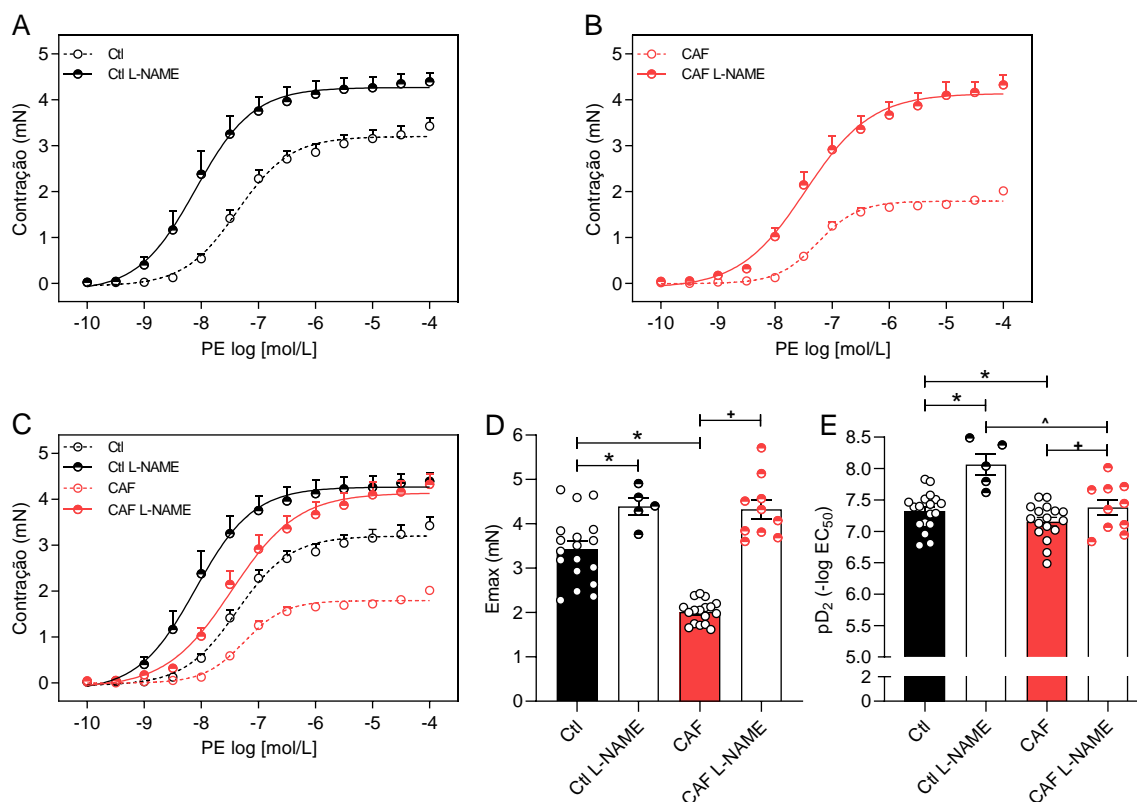 A
Ctl
Ctl L-NAME
Contração (mN)
5
4
3
2
1
0
-10 -9 -8 -7 -6 -5 -4
PE log [mol/L]
B
CAF
CAF L-NAME
Contração (mN)
5
4
3
2
1
0
-10 -9 -8 -7 -6 -5 -4
PE log [mol/L]
C
Ctl
Ctl L-NAME
CAF
CAF L-NAME
Contração (mN)
5
4
3
2
1
0
-10 -9 -8 -7 -6 -5 -4
PE log [mol/L]
D
*
*
+
Emax (mN)
6
5
4
3
2
1
0
Ctl
Ctl L-NAME
CAF
CAF L-NAME
E
*
*
^
+
pD₂ (-log EC₅₀)
8.5
8.0
7.5
7.0
6.5
6.0
5.5
5.0
2
0
Ctl
Ctl L-NAME
CAF
CAF L-NAME